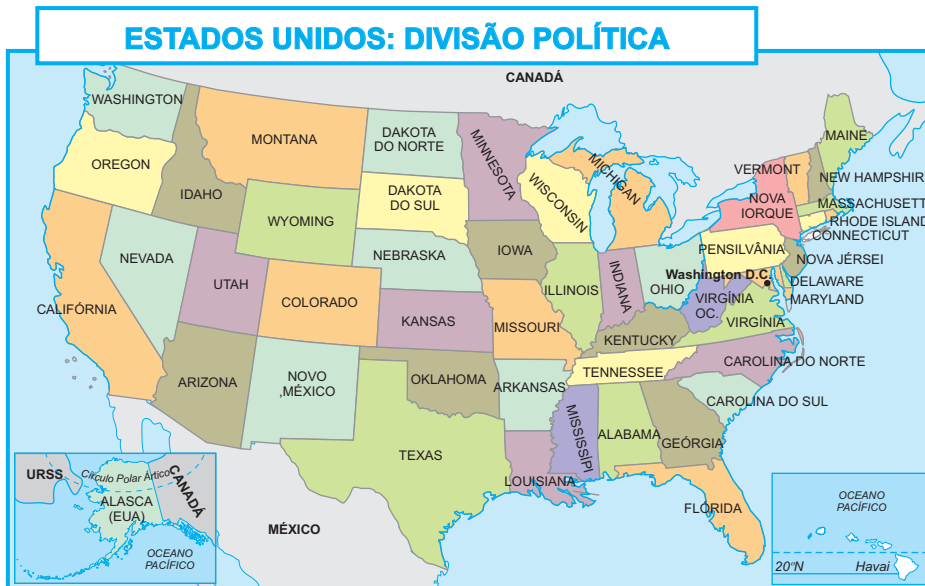 ESTADOS UNIDOS: DIVISÃO POLÍTICA
CANADÁ
WASHINGTON
MONTANA
DAKOTA
DO NORTE
MINNESOTA
MAINE
OREGON
IDAHO
DAKOTA
DO SUL
WISCONSIN
MICHIGAN
VERMONT
NEW HAMPSHIR
WYOMING
NOVA
IORQUE
MASSACHUSETT
RHODE ISLAND
CONNECTICUT
NEVADA
UTAH
NEBRASKA
IOWA
PENSILVÂNIA
NOVA JÉRSEI
CALIFÓRNIA
COLORADO
KANSAS
MISSOURI
ILLINOIS
INDIANA
OHIO
Washington D.C.
DELAWARE
MARYLAND
VIRGÍNIA
OC.
VIRGÍNIA
KENTUCKY
ARIZONA
NOVO
,MÉXICO
OKLAHOMA
ARKANSAS
TENNESSEE
CAROLINA DO NORTE
CAROLINA DO SUL
TEXAS
LOUISIANA
MISSISSÍPI
ALABAMA
GEÓRGIA
FLÓRIDA
MÉXICO
URSS
Círculo Polar Ártico
CANADÁ
ALASCA
(EUA)
OCEANO
PACÍFICO
OCEANO
PACÍFICO
20°N
Havai